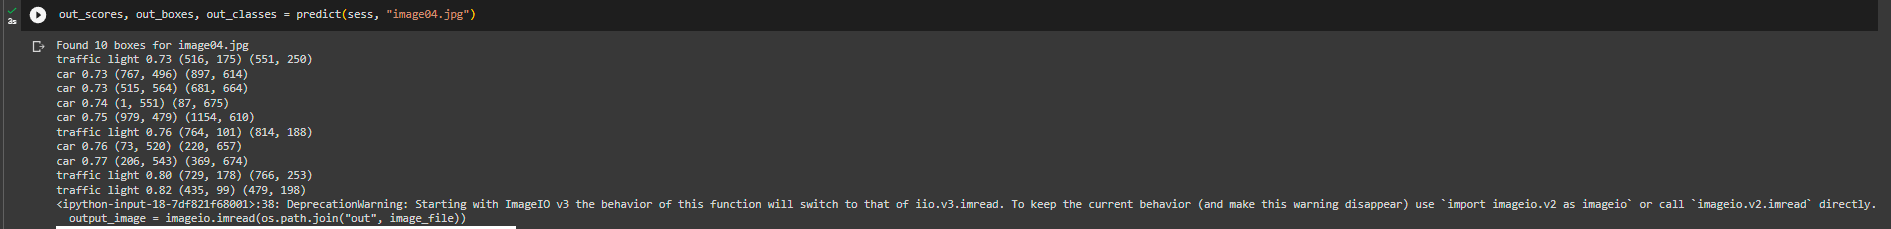 out_scores, out_boxes, out_classes = predict(sess, "image04.jpg")
3s
Found 10 boxes for image04.jpg
traffic light 0.73 (516, 175) (551, 250)
car 0.73 (767, 496) (897, 614)
car 0.73 (515, 564) (681, 664)
car 0.74 (1, 551) (87, 675)
car 0.75 (979, 479) (1154, 610)
traffic light 0.76 (764, 101) (814, 188)
car 0.76 (73, 520) (220, 657)
car 0.77 (206, 543) (369, 674)
traffic light 0.80 (729, 178) (766, 253)
traffic light 0.82 (435, 99) (479, 198)
<ipython-input-18-7df821f68001>:38: DeprecationWarning: Starting with ImageIO v3 the behavior of this function will switch to that of iio.v3.imread. To keep the current behavior (and make this warning disappear) use `import imageio.v2 as imageio` or call `imageio.v2.imread` directly.
  output_image = imageio.imread(os.path.join("out", image_file))